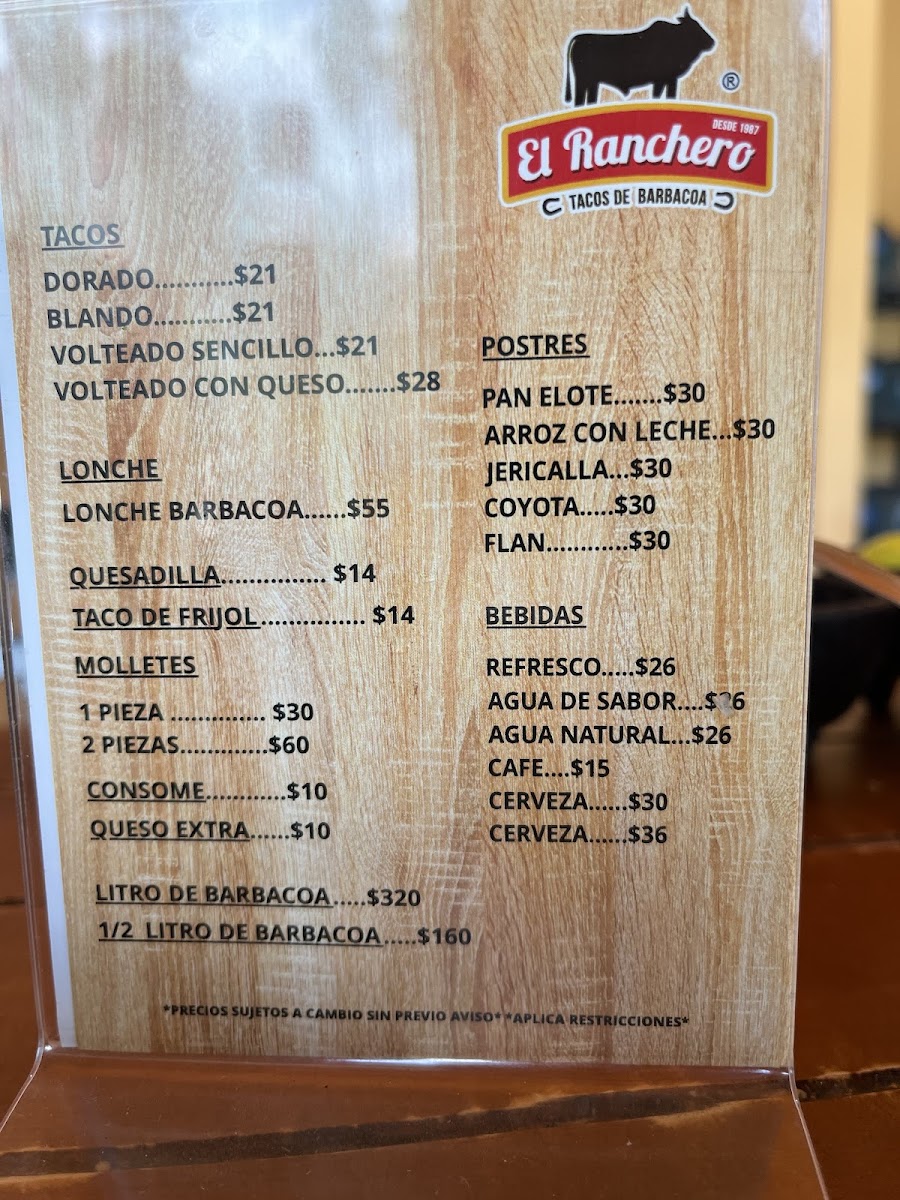 ®
DESDE 1987
El Ranchero
TACOS DE BARBACOA
TACOS
DORADO...........$21
BLANDO...........$21
VOLTEADO SENCILLO...$21
VOLTEADO CON QUESO.......$28
LONCHE
LONCHE BARBACOA......$55
QUESADILLA............... $14
TACO DE FRIJOL............... $14
MOLLETES
1 PIEZA .............. $30
2 PIEZAS.............$60
CONSOME............$10
QUESO EXTRA......$10
LITRO DE BARBACOA.....$320
1/2 LITRO DE BARBACOA.....$160
POSTRES
PAN ELOTE.......$30
ARROZ CON LECHE...$30
JERICALLA...$30
COYOTA.....$30
FLAN............$30
BEBIDAS
REFRESCO.....$26
AGUA DE SABOR....$26
AGUA NATURAL...$26
CAFE....$15
CERVEZA......$30
CERVEZA......$36
*PRECIOS SUJETOS A CAMBIO SIN PREVIO AVISO* *APLICA RESTRICCIONES*